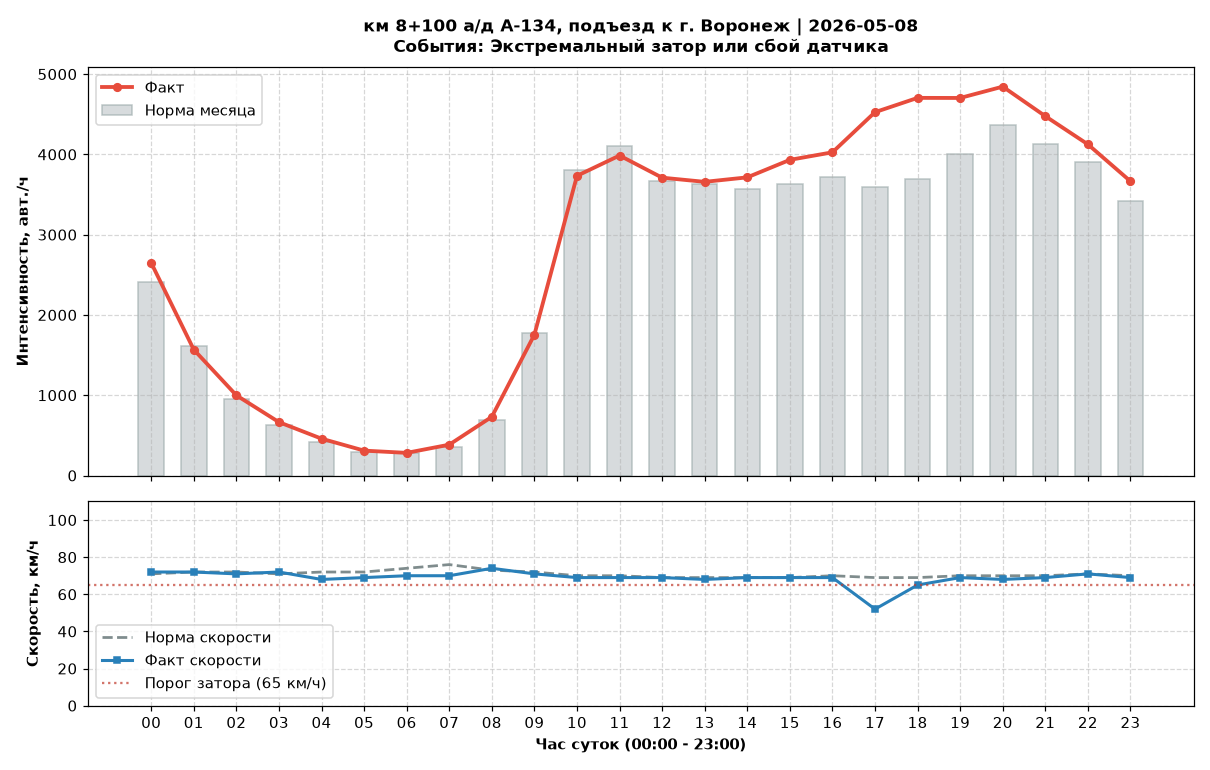 км 8+100 а/д А-134, подъезд к г. Воронеж | 2026-05-08
События: Экстремальный затор или сбой датчика
Интенсивность, авт./ч
5000
4000
3000
2000
1000
0
Факт
Норма месяца
Скорость, км/ч
100
80
60
40
20
0
Норма скорости
Факт скорости
Порог затора (65 км/ч)
00 01 02 03 04 05 06 07 08 09 10 11 12 13 14 15 16 17 18 19 20 21 22 23
Час суток (00:00 - 23:00)